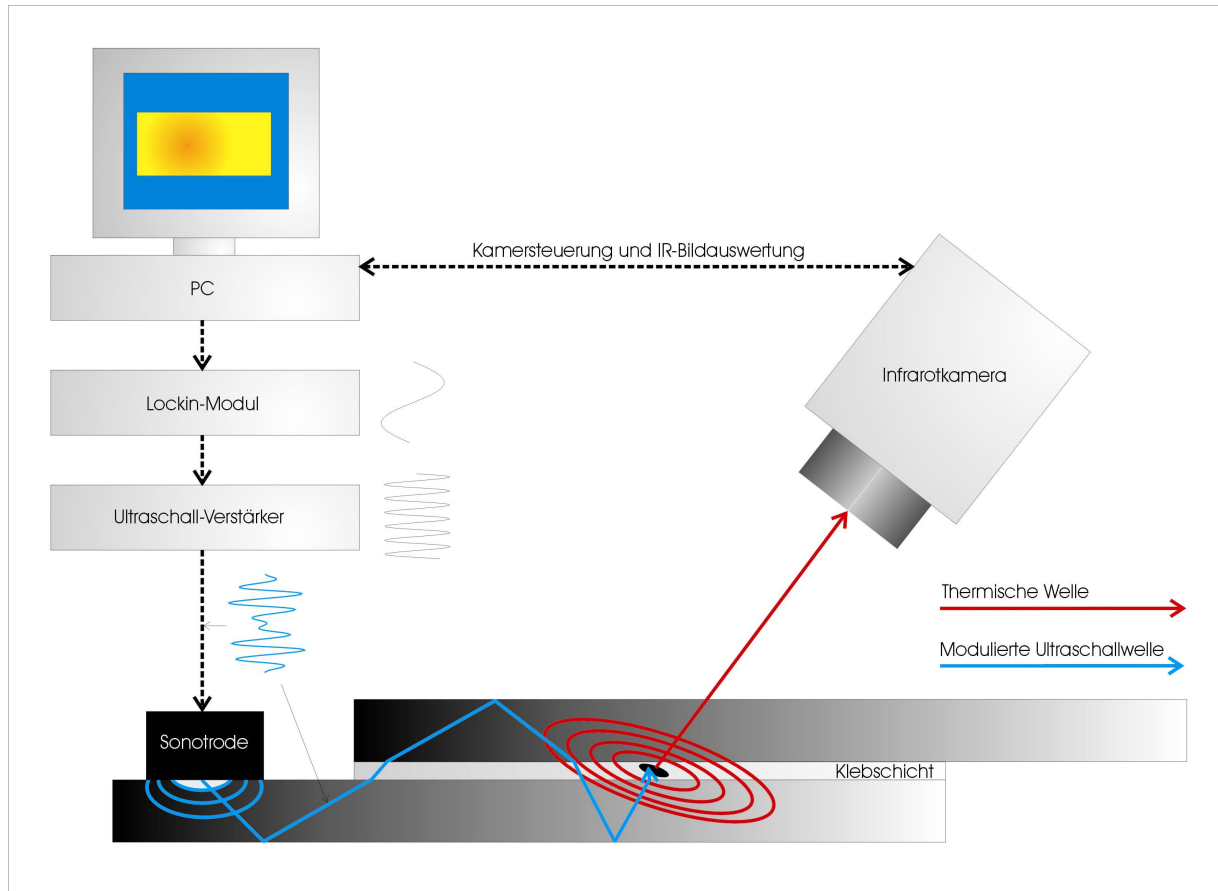 Kamersteuerung und IR-Bildauswertung
PC
Infrarotkamera
Lockin-Modul
Ultraschall-Verstärker
Thermische Welle
Modulierte Ultraschallwelle
Sonotrode
Klebschicht